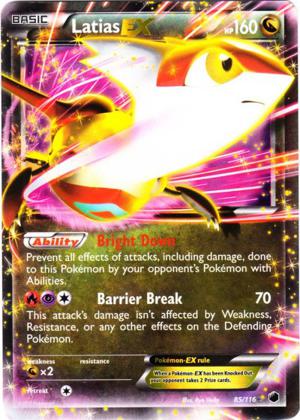 BASIC
Latias EX HP160
Ability Bright Down
Prevent all effects of attacks, including damage, done
to this Pokémon by your opponent's Pokémon with
Abilities.
Barrier Break 70
This attack's damage isn't affected by Weakness,
Resistance, or any other effects on the Defending
Pokémon.
weakness resistance Pokémon-EX rule
×2 When a Pokémon-EX has been Knocked Out,
your opponent takes 2 Prize cards.
retreat Illus. Ryo Ueda 85/116